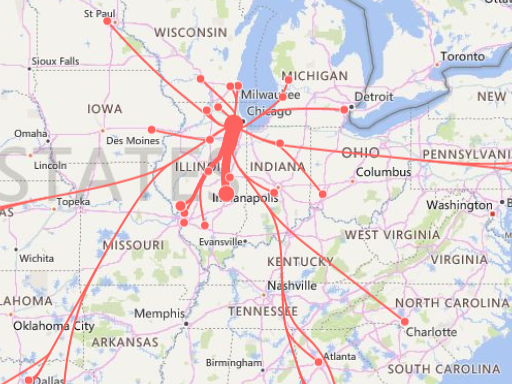 St Paul
WISCONSIN
Sioux Falls
MICHIGAN
Toronto
Milwaukee
Detroit
NEW
IOWA
Chicago
Omaha
Des Moines
OHIO
PENNSYLVANIA
Lincoln
ILLINOIS
INDIANA
Columbus
STATE
Topeka
Indianapolis
Washington
MISSOURI
Evansville
WEST VIRGINIA
Wichita
KENTUCKY
VIRGINIA
Nashville
LAHOMA
NORTH CAROLINA
Memphis
TENNESSEE
Oklahoma City
Charlotte
ARKANSAS
Atlanta
Birmingham
SOUTH CAROLINA
Dallas